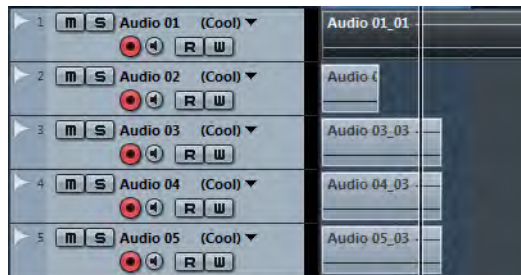 1 m S Audio 01 (Cool) Audio 01_01
R W
2 m S Audio 02 (Cool) Audio
R W
3 m S Audio 03 (Cool) Audio 03_03
R W
4 m S Audio 04 (Cool) Audio 04_03
R W
5 m S Audio 05 (Cool) Audio 05_03
R W